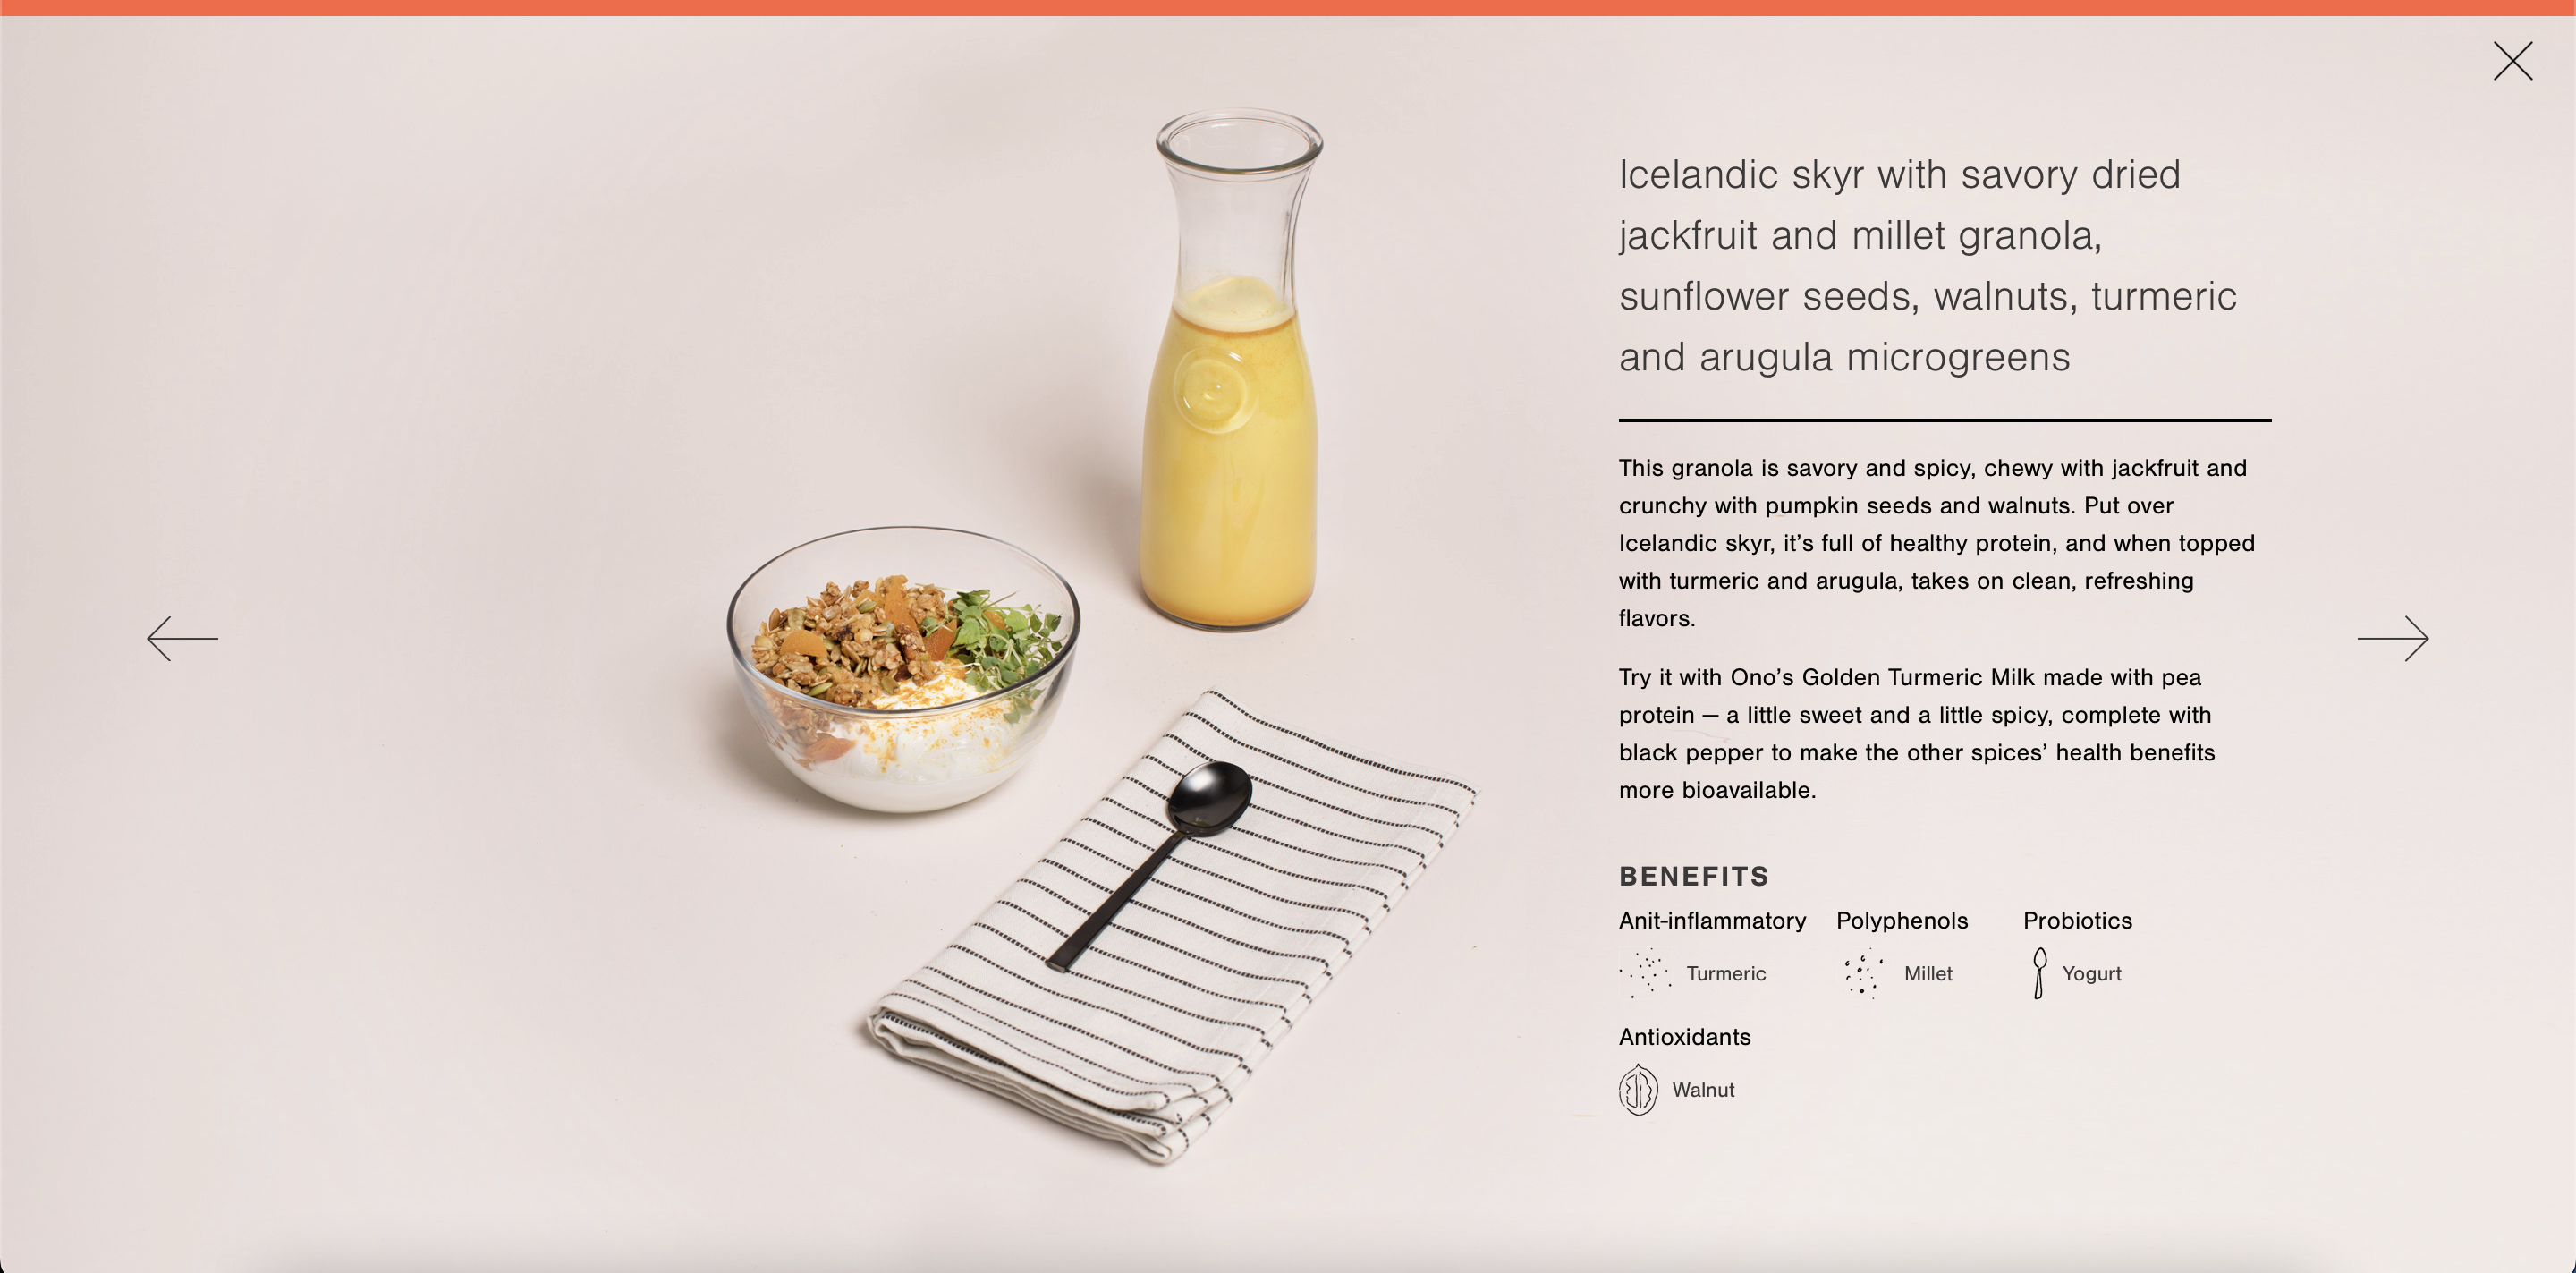 Icelandic skyr with savory dried
jackfruit and millet granola,
sunflower seeds, walnuts, turmeric
and arugula microgreens
This granola is savory and spicy, chewy with jackfruit and
crunchy with pumpkin seeds and walnuts. Put over
Icelandic skyr, it’s full of healthy protein, and when topped
with turmeric and arugula, takes on clean, refreshing
flavors.
Try it with Ono’s Golden Turmeric Milk made with pea
protein — a little sweet and a little spicy, complete with
black pepper to make the other spices’ health benefits
more bioavailable.
BENEFITS
Anit-inflammatory Polyphenols Probiotics
Turmeric Millet Yogurt
Antioxidants
Walnut